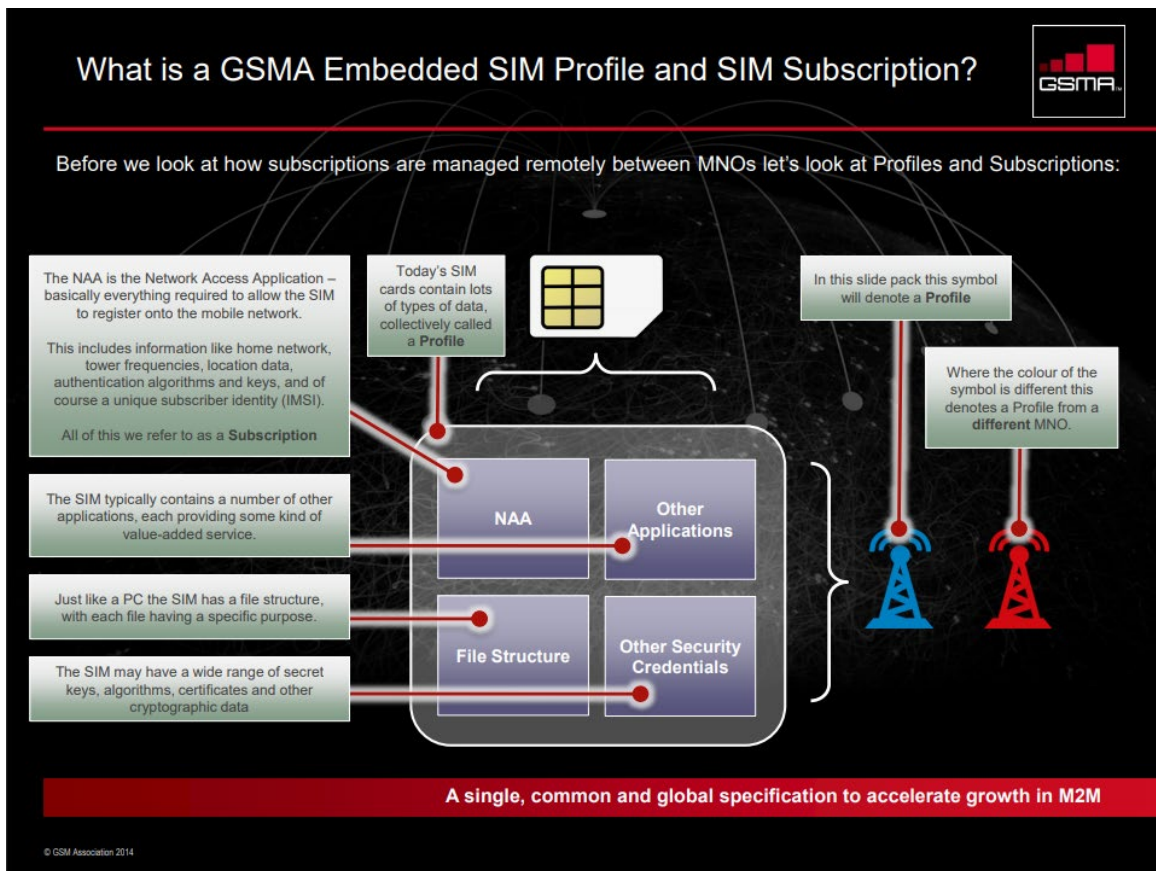 What is a GSMA Embedded SIM Profile and SIM Subscription?
GSMA™
Before we look at how subscriptions are managed remotely between MNOs let's look at Profiles and Subscriptions:
The NAA is the Network Access Application –
basically everything required to allow the SIM
to register onto the mobile network.
This includes information like home network,
tower frequencies, location data,
authentication algorithms and keys, and of
course a unique subscriber identity (IMSI).
All of this we refer to as a Subscription
Today's SIM
cards contain lots
of types of data,
collectively called
a Profile
In this slide pack this symbol
will denote a Profile
Where the colour of the
symbol is different this
denotes a Profile from a
different MNO.
The SIM typically contains a number of other
applications, each providing some kind of
value-added service.
Just like a PC the SIM has a file structure,
with each file having a specific purpose.
The SIM may have a wide range of secret
keys, algorithms, certificates and other
cryptographic data
NAA
Other
Applications
File Structure
Other Security
Credentials
A single, common and global specification to accelerate growth in M2M
© GSM Association 2014